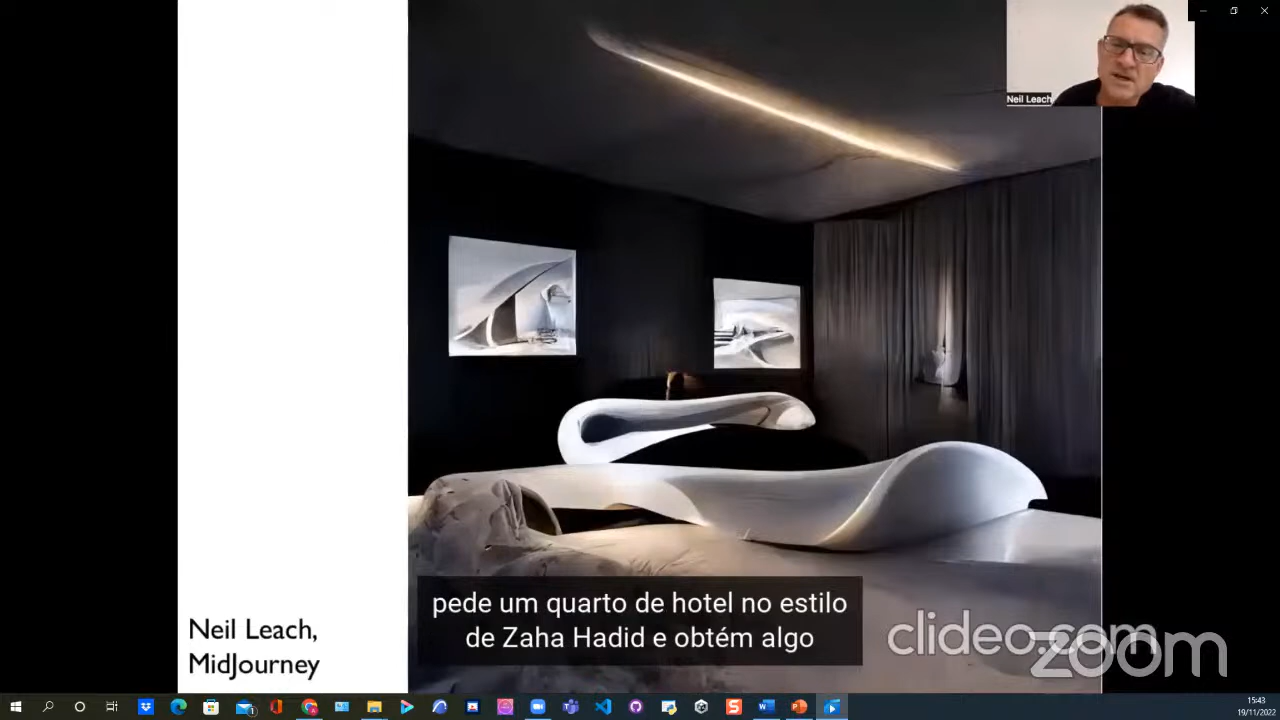 Neil Leach
pede um quarto de hotel no estilo
de Zaha Hadid e obtém algo
Neil Leach,
MidJourney
clideo.com
zoom
15:43
19/11/2022